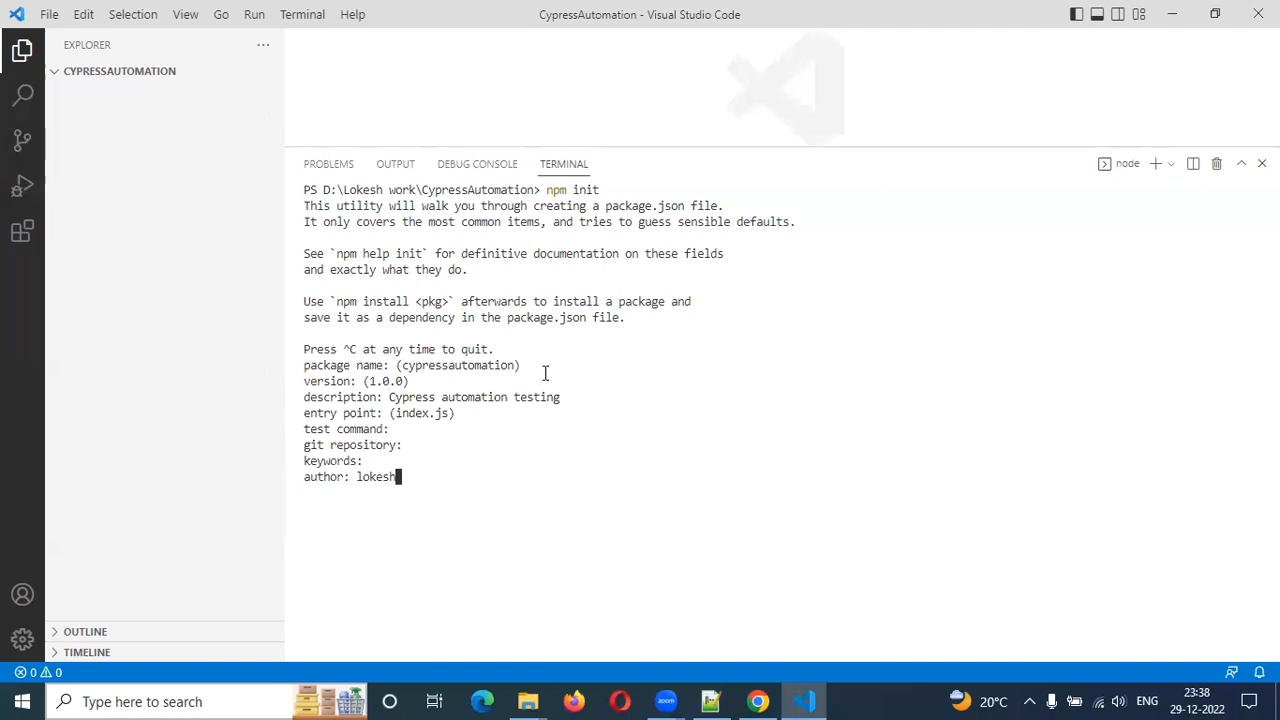 File Edit Selection View Go Run Terminal Help
CypressAutomation - Visual Studio Code
EXPLORER
CYPRESSAUTOMATION
PROBLEMS OUTPUT DEBUG CONSOLE TERMINAL
node
PS D:\Lokesh work\CypressAutomation> npm init
This utility will walk you through creating a package.json file.
It only covers the most common items, and tries to guess sensible defaults.
See `npm help init` for definitive documentation on these fields
and exactly what they do.
Use `npm install <pkg>` afterwards to install a package and
save it as a dependency in the package.json file.
Press ^C at any time to quit.
package name: (cypressautomation)
version: (1.0.0)
description: Cypress automation testing
entry point: (index.js)
test command:
git repository:
keywords:
author: lokesh
OUTLINE
TIMELINE
0 0
Type here to search
zoom
20°C
ENG
23:38
29-12-2022